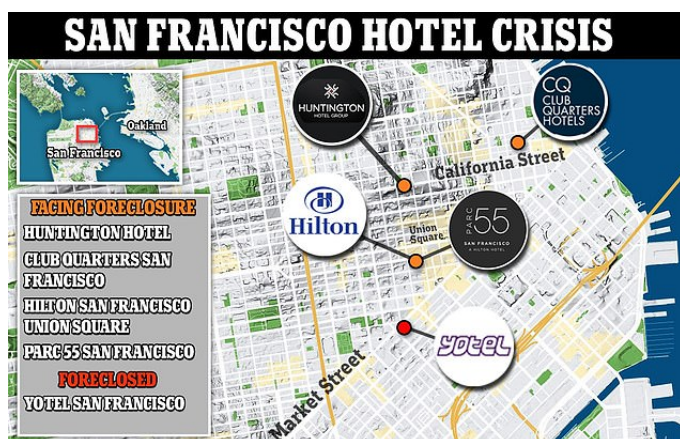 SAN FRANCISCO HOTEL CRISIS
Oakland
San Francisco
HUNTINGTON
HOTEL GROUP
CQ
CLUB
QUARTERS
HOTELS
California Street
Hilton
Union
Square
PARC
55
SAN FRANCISCO
A HILTON HOTEL
YOTEL
Market Street
FACING FORECLOSURE
HUNTINGTON HOTEL
CLUB QUARTERS SAN
FRANCISCO
HILTON SAN FRANCISCO
UNION SQUARE
PARC 55 SAN FRANCISCO
FORECLOSED
YOTEL SAN FRANCISCO